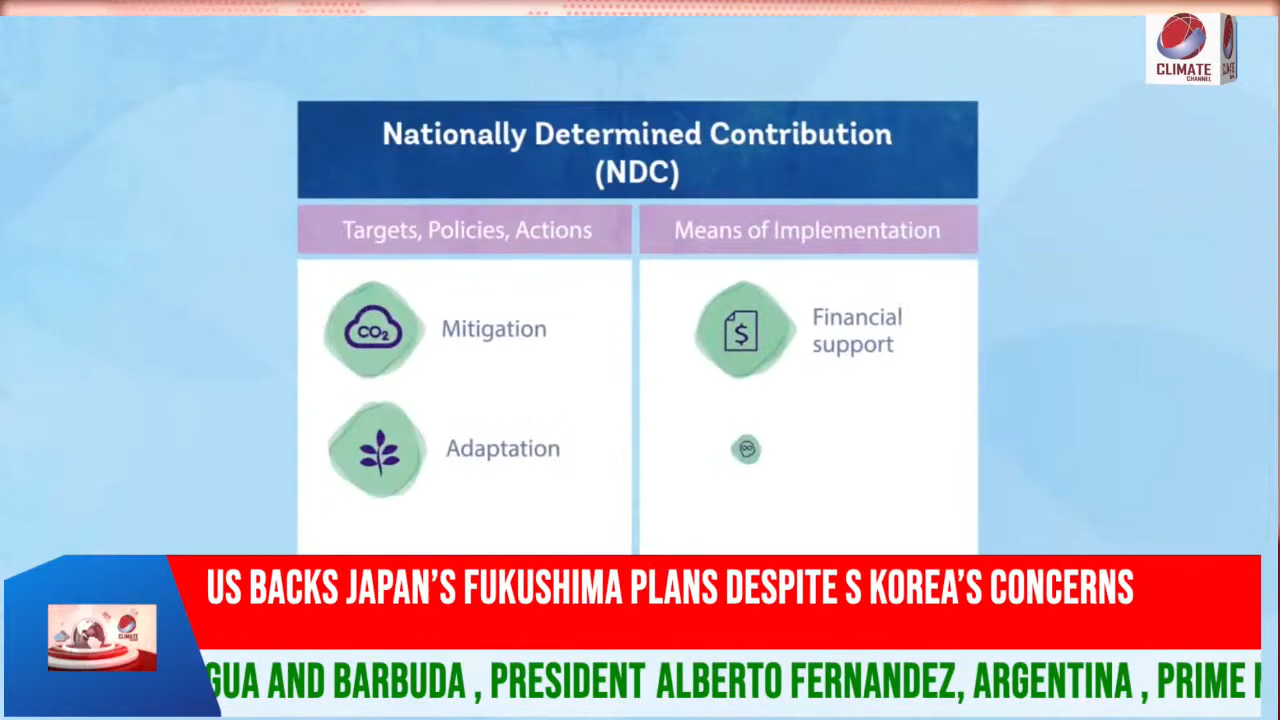 CLIMATE
CHANNEL
Nationally Determined Contribution
(NDC)
Targets, Policies, Actions
Means of Implementation
CO₂
Mitigation
$
Financial
support
Adaptation
US BACKS JAPAN’S FUKUSHIMA PLANS DESPITE S KOREA’S CONCERNS
GUA AND BARBUDA , PRESIDENT ALBERTO FERNANDEZ, ARGENTINA , PRIME